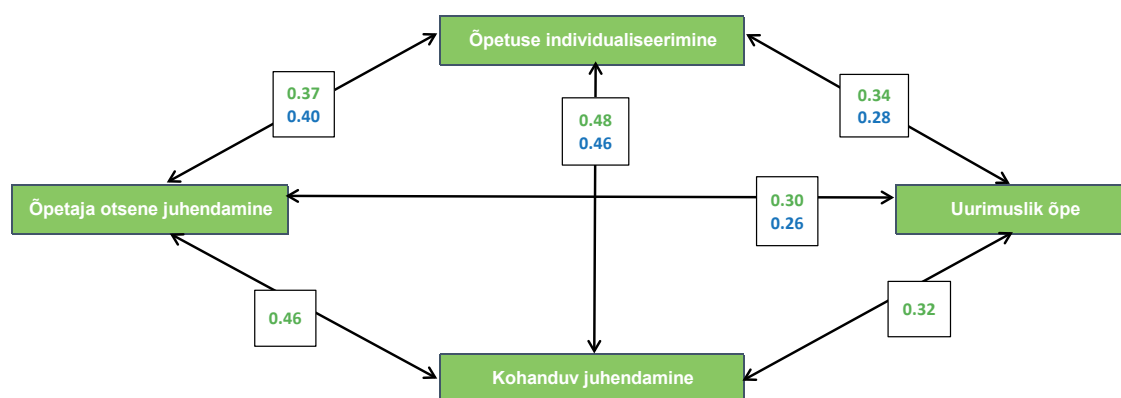 Õpetuse individualiseerimine
0.37
0.40
0.48
0.46
0.34
0.28
Õpetaja otsene juhendamine
0.30
0.26
Uurimuslik õpe
0.46
0.32
Kohanduv juhendamine